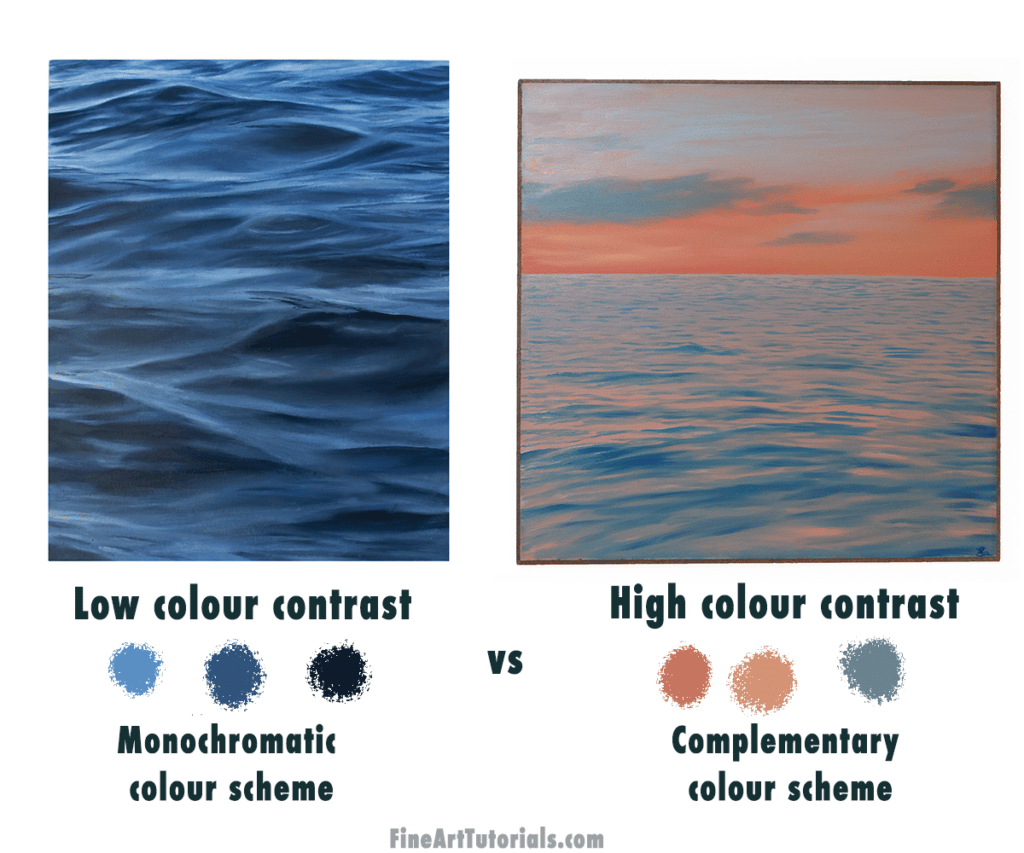 Low colour contrast
High colour contrast
vs
Monochromatic
colour scheme
Complementary
colour scheme
FineArtTutorials.com